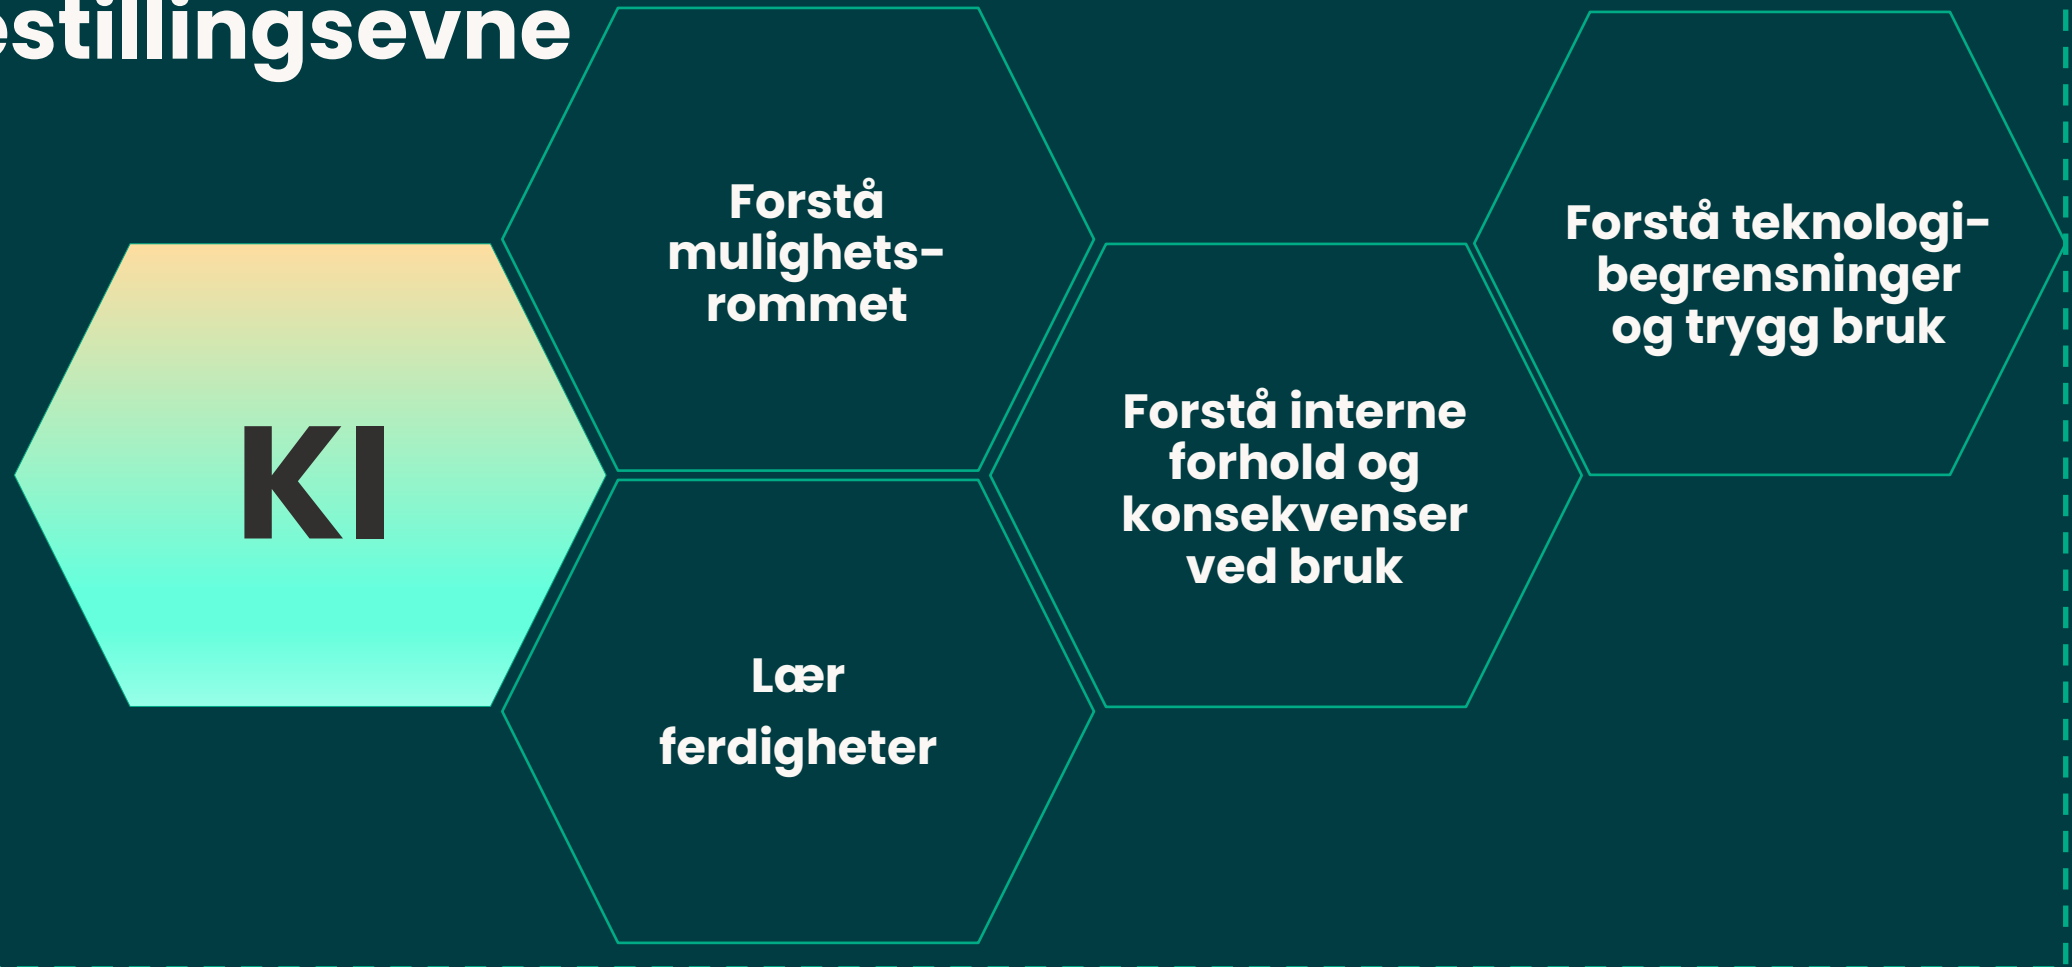 estillingsevne
Forstå
mulighets-
rommet
Forstå teknologi-
begrensninger
og trygg bruk
KI
Forstå interne
forhold og
konsekvenser
ved bruk
Lær
ferdigheter